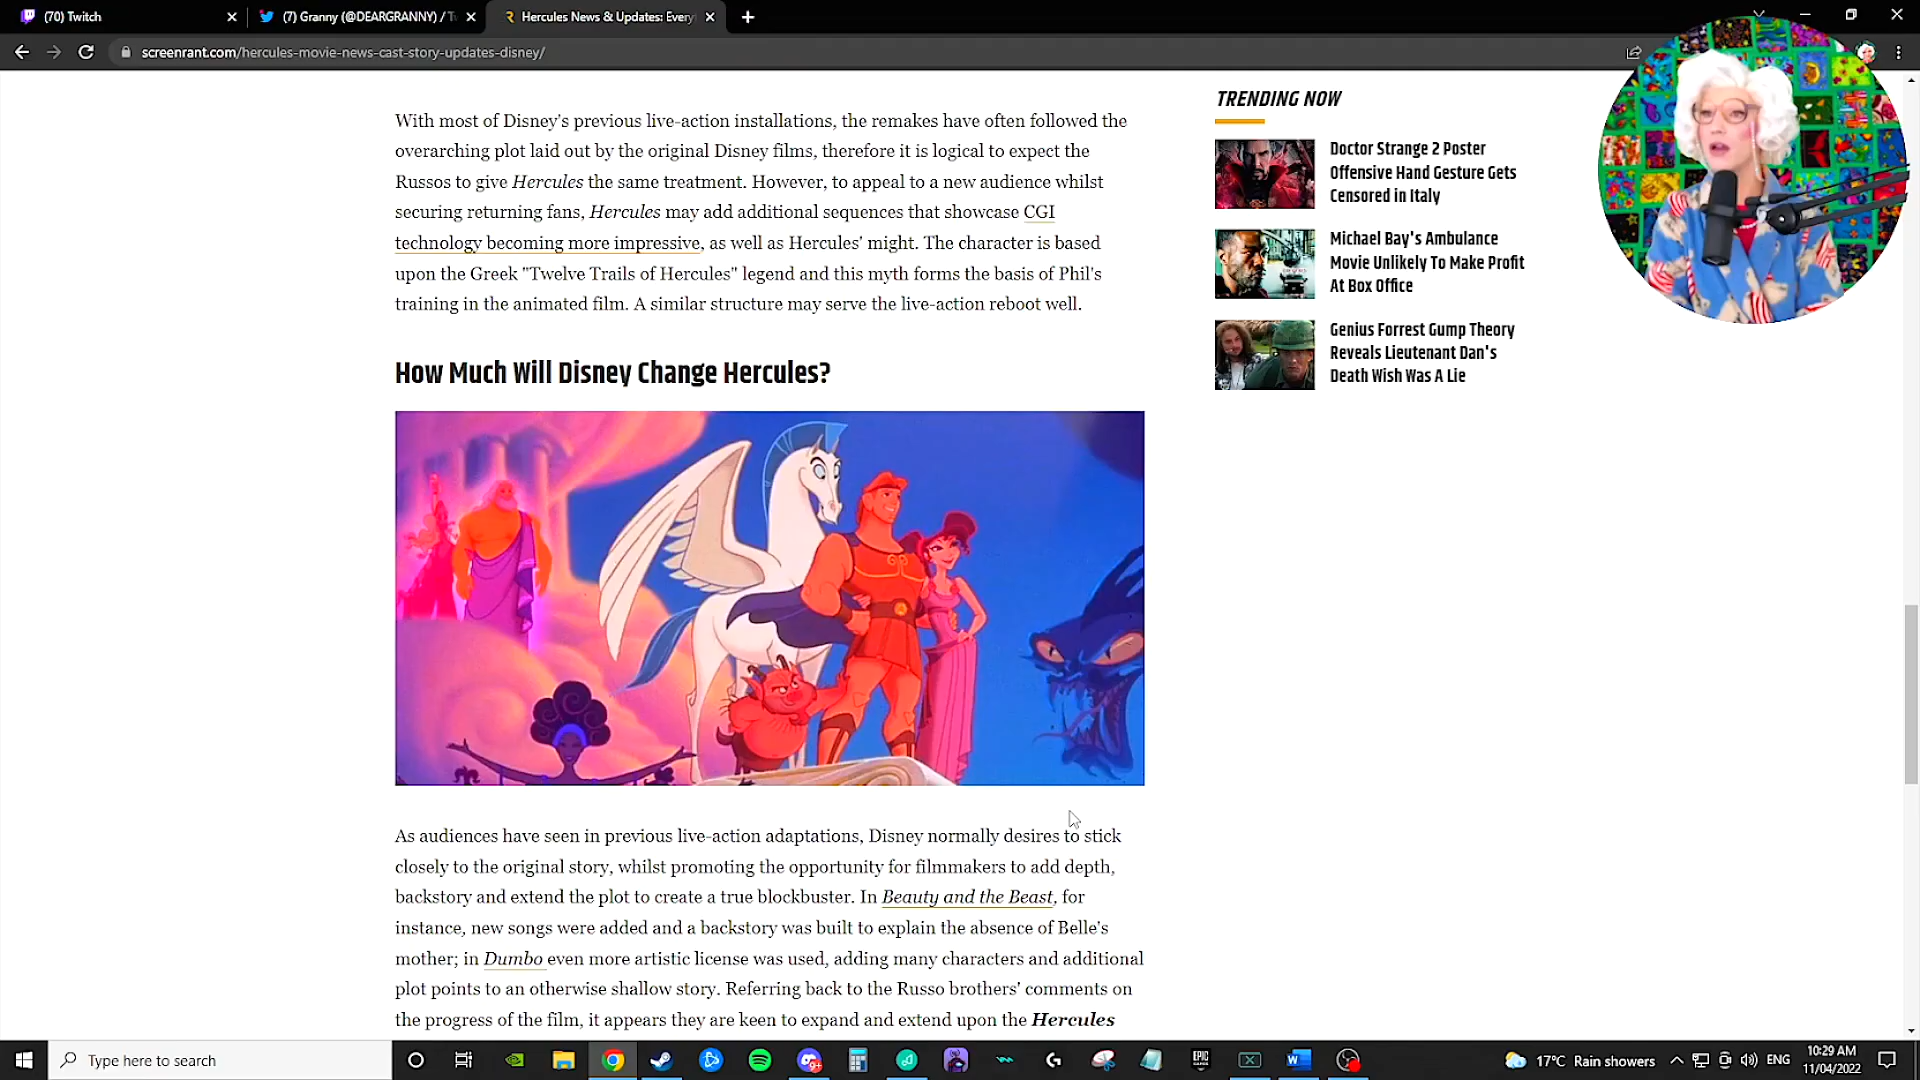 (70) Twitch
(7) Granny (@DEARGRANNY) / Tw
Hercules News & Updates: Every
screenrant.com/hercules-movie-news-cast-story-updates-disney/
With most of Disney's previous live-action installations, the remakes have often followed the
overarching plot laid out by the original Disney films, therefore it is logical to expect the
Russos to give Hercules the same treatment. However, to appeal to a new audience whilst
securing returning fans, Hercules may add additional sequences that showcase CGI
technology becoming more impressive, as well as Hercules' might. The character is based
upon the Greek "Twelve Trails of Hercules" legend and this myth forms the basis of Phil's
training in the animated film. A similar structure may serve the live-action reboot well.
How Much Will Disney Change Hercules?
As audiences have seen in previous live-action adaptations, Disney normally desires to stick
closely to the original story, whilst promoting the opportunity for filmmakers to add depth,
backstory and extend the plot to create a true blockbuster. In Beauty and the Beast, for
instance, new songs were added and a backstory was built to explain the absence of Belle's
mother; in Dumbo even more artistic license was used, adding many characters and additional
plot points to an otherwise shallow story. Referring back to the Russo brothers' comments on
the progress of the film, it appears they are keen to expand and extend upon the Hercules
TRENDING NOW
Doctor Strange 2 Poster
Offensive Hand Gesture Gets
Censored in Italy
Michael Bay's Ambulance
Movie Unlikely To Make Profit
At Box Office
Genius Forrest Gump Theory
Reveals Lieutenant Dan's
Death Wish Was A Lie
Type here to search
EPIC
17°C Rain showers
ENG
10:29 AM
11/04/2022